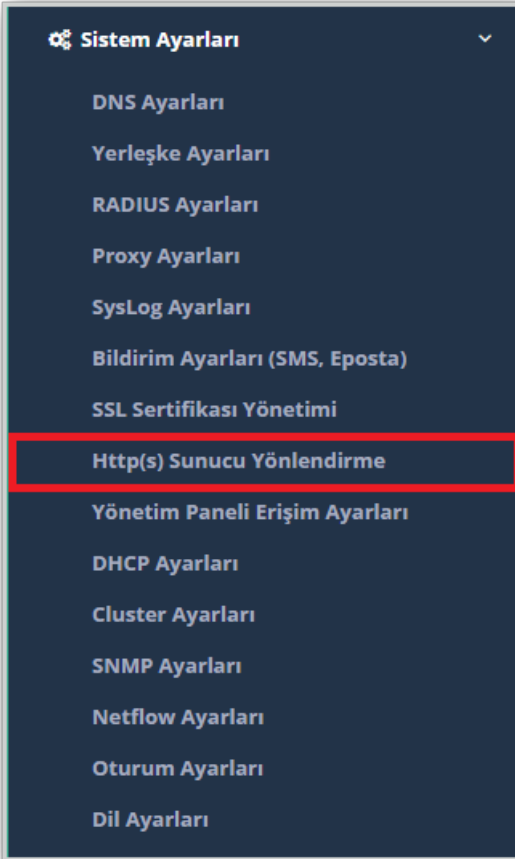 Sistem Ayarları
DNS Ayarları
Yerleşke Ayarları
RADIUS Ayarları
Proxy Ayarları
SysLog Ayarları
Bildirim Ayarları (SMS, Eposta)
SSL Sertifikası Yönetimi
Http(s) Sunucu Yönlendirme
Yönetim Paneli Erişim Ayarları
DHCP Ayarları
Cluster Ayarları
SNMP Ayarları
Netflow Ayarları
Oturum Ayarları
Dil Ayarları